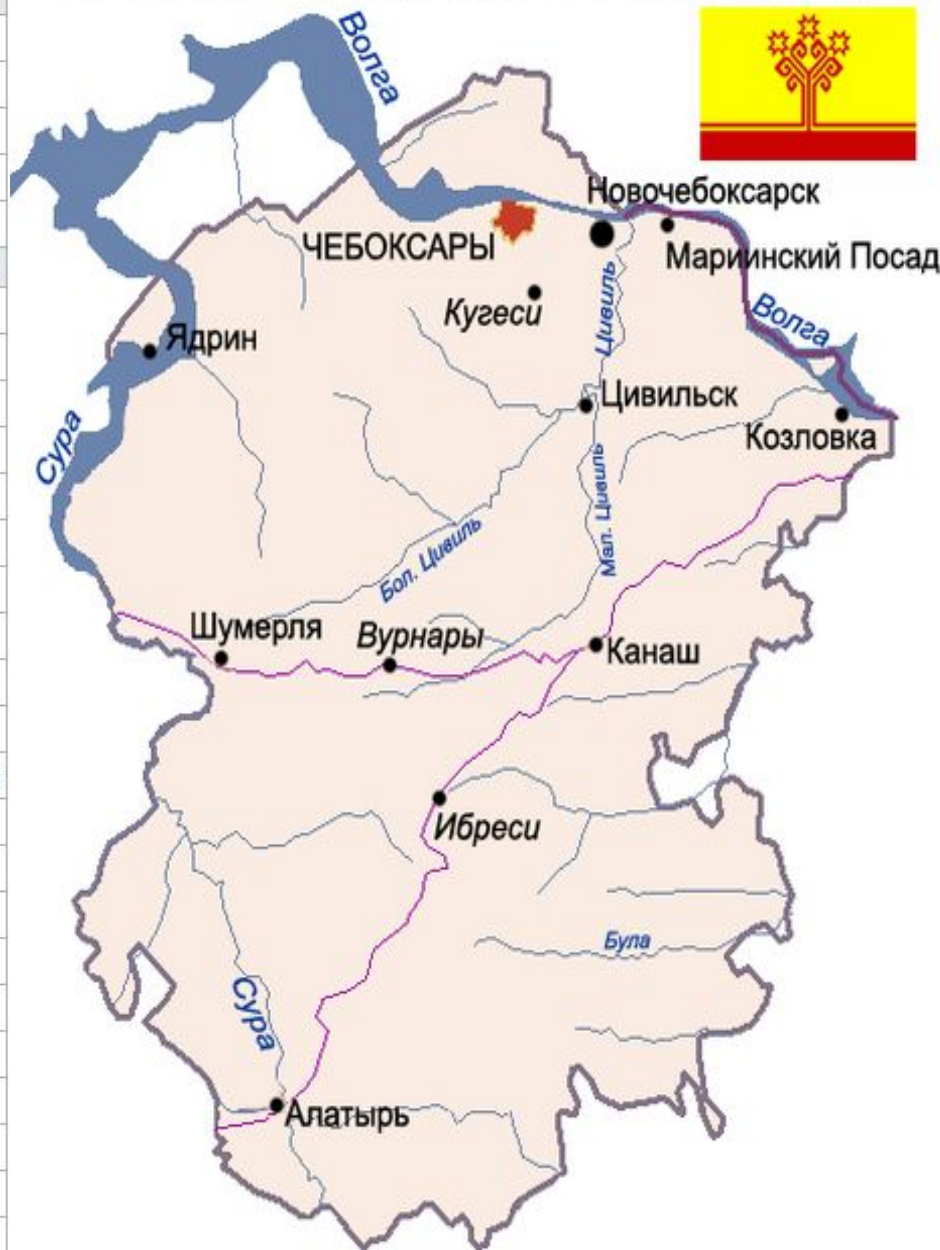 Волга
Новочебоксарск
ЧЕБОКСАРЫ
Мариинский Посад
Кугеси
Цивиль
Волга
Ядрин
Цивильск
Козловка
Сура
Мал. Цивиль
Бол. Цивиль
Шумерля
Вурнары
Канаш
Ибреси
Була
Сура
Алатырь